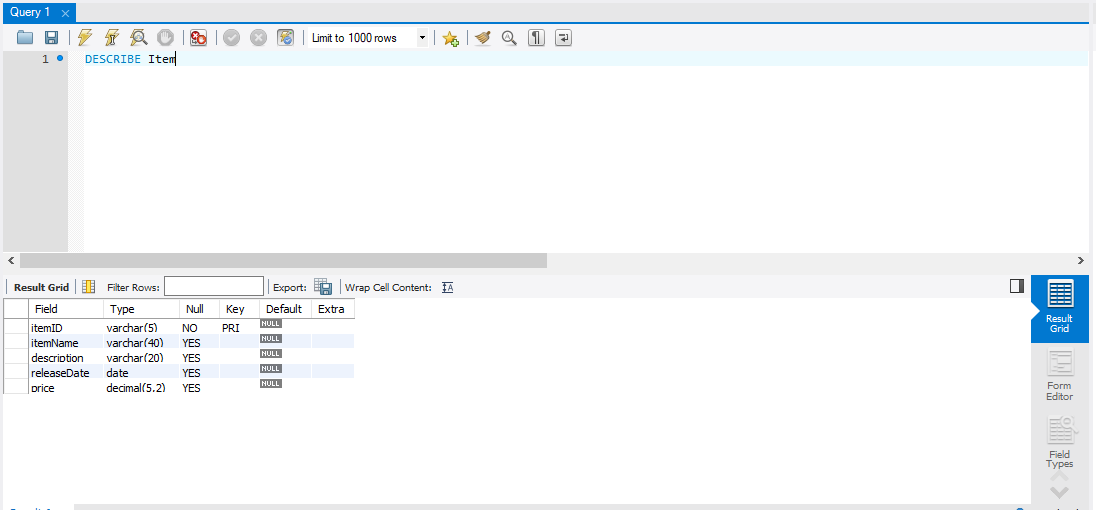 Query 1
Limit to 1000 rows
1 DESCRIBE Item
Result Grid Filter Rows: Export: Wrap Cell Content:
Field Type Null Key Default Extra
itemID varchar(5) NO PRI NULL
itemName varchar(40) YES NULL
description varchar(20) YES NULL
releaseDate date YES NULL
price decimal(5,2) YES
Result
Grid
Form
Editor
Field
Types